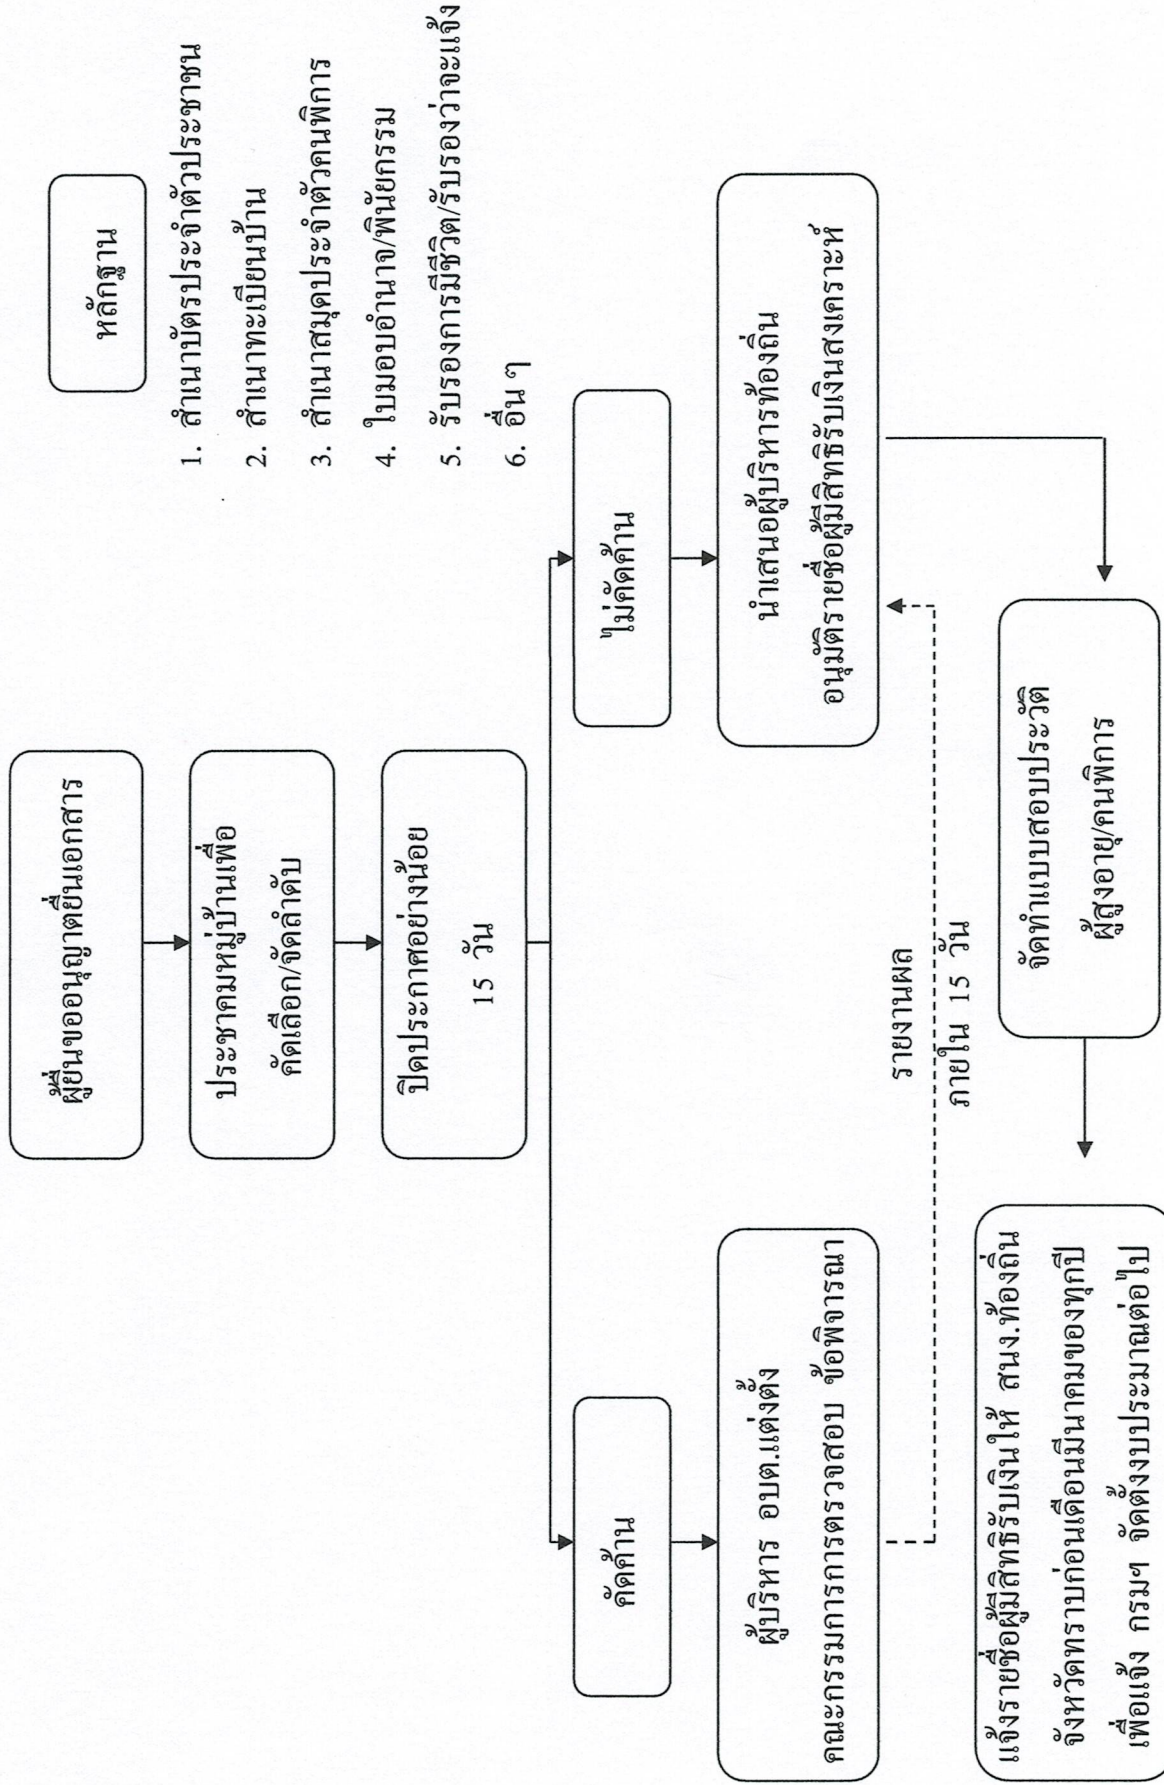 หลักฐาน
1. สำเนาบัตรประจำตัวประชาชน
2. สำเนาทะเบียนบ้าน
3. สำเนาสมุดประจำตัวคนพิการ
4. ใบมอบอำนาจ/พินัยกรรม
5. รับรองการมีชีวิต/รับรองว่าจะแจ้ง
6. อื่น ๆ
ผู้ยื่นขออนุญาตยื่นเอกสาร
ประชาคมหมู่บ้านเพื่อ
คัดเลือก/จัดลำดับ
ปิดประกาศอย่างน้อย
15 วัน
คัดค้าน
ไม่คัดค้าน
ผู้บริหาร อบต.แต่งตั้ง
คณะกรรมการการตรวจสอบ ข้อพิจารณา
นำเสนอผู้บริหารท้องถิ่น
อนุมัติรายชื่อผู้มีสิทธิรับเงินสงเคราะห์
รายงานผล
ภายใน 15 วัน
จัดทำแบบสอบประวัติ
ผู้สูงอายุ/คนพิการ
แจ้งรายชื่อผู้มีสิทธิรับเงินให้ สนง.ท้องถิ่น
จังหวัดทราบก่อนเดือนมีนาคมของทุกปี
เพื่อแจ้ง กรมฯ จัดตั้งงบประมาณต่อไป